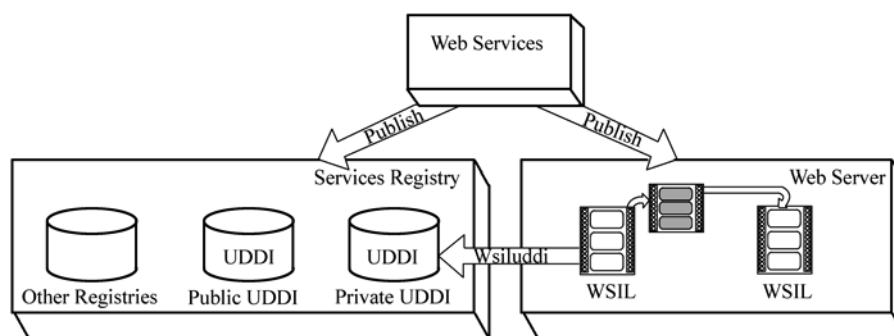 Web Services
Publish
Publish
Services Registry
Web Server
UDDI
UDDI
Wsiluddi
Other Registries
Public UDDI
Private UDDI
WSIL
WSIL